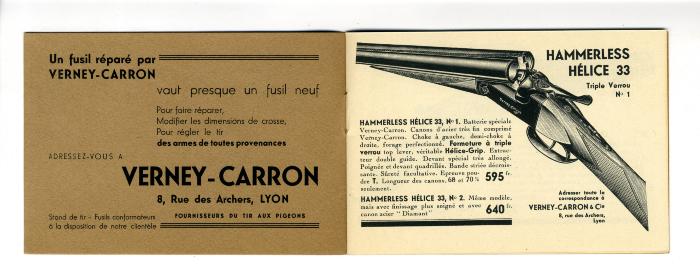 Un fusil réparé par
VERNEY-CARRON
vaut presque un fusil neuf
Pour faire réparer,
Modifier les dimensions de crosse,
Pour régler le tir
des armes de toutes provenances
ADRESSEZ-VOUS A
VERNEY-CARRON
8, Rue des Archers, LYON
Stand de tir - Fusils conformateurs
à la disposition de notre clientèle
FOURNISSEURS DU TIR AUX PIGEONS
HAMMERLESS
HÉLICE 33
Triple Verrou
No 1
HAMMERLESS HÉLICE 33, No 1. Batterie spéciale
Verney-Carron. Canons d'acier très fin comprimé
Verney-Carron. Choke à gauche, demi-choke à
droite, forage perfectionné. Fermeture à triple
verrou top lever, véritable Hélice-Grip. Extrac-
teur double guide. Devant spécial très allongé.
Poignée et devant quadrillés. Bande striée décrois-
sante. Sûreté facultative. Epreuve pou-
dre T. Longueur des canons, 68 et 70 % 595 fr.
seulement.
HAMMERLESS HÉLICE 33, No 2. Même modèle,
mais avec finissage plus soigné et avec 640 fr.
canon acier "Diamant"
Adresser toute la
correspondance à
VERNEY-CARRON & Cie
8, rue des Archers,
Lyon